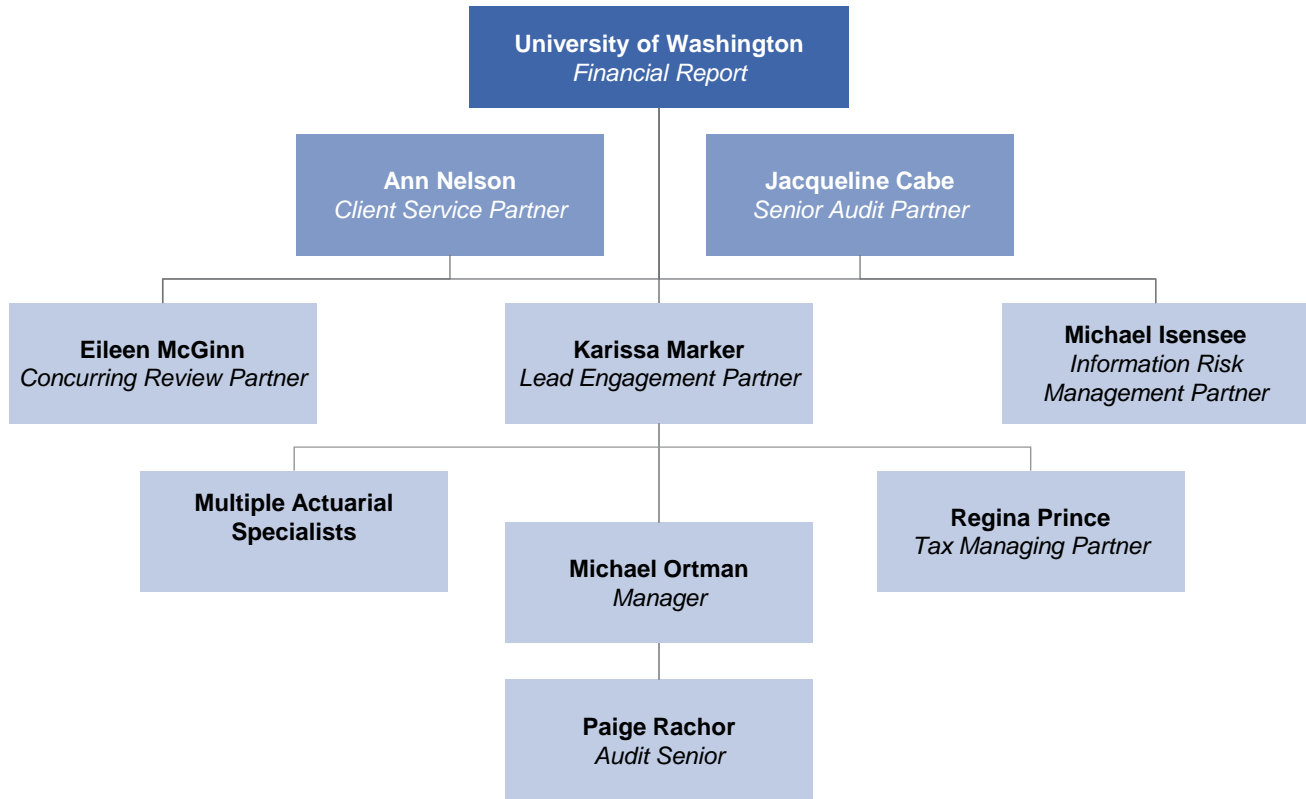 University of Washington
Financial Report
Ann Nelson
Client Service Partner
Jacqueline Cabe
Senior Audit Partner
Eileen McGinn
Concurring Review Partner
Karissa Marker
Lead Engagement Partner
Michael Isensee
Information Risk
Management Partner
Multiple Actuarial
Specialists
Michael Ortman
Manager
Regina Prince
Tax Managing Partner
Paige Rachor
Audit Senior